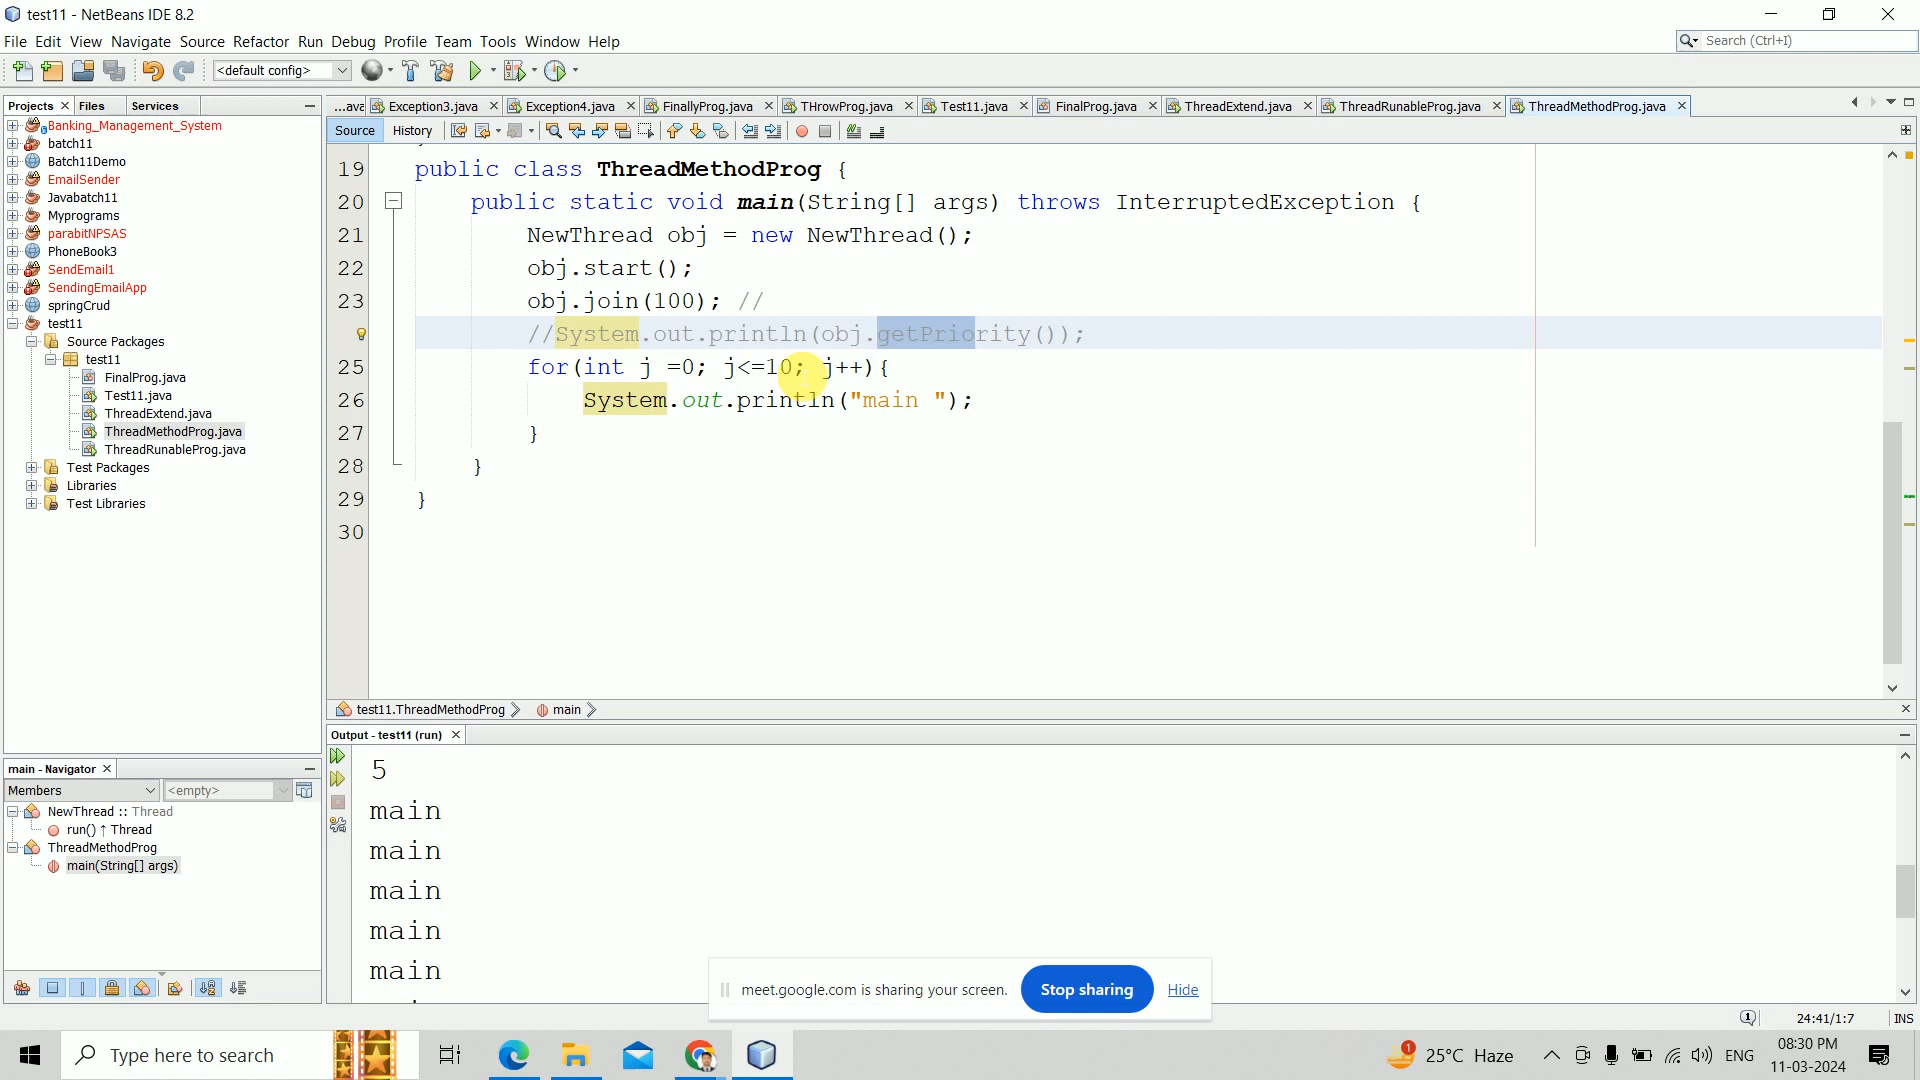 test11 - NetBeans IDE 8.2
File Edit View Navigate Source Refactor Run Debug Profile Team Tools Window Help
Search (Ctrl+I)
<default config>
Projects Files Services
...ava Exception3.java Exception4.java FinallyProg.java THrowProg.java Test11.java FinalProg.java ThreadExtend.java ThreadRunableProg.java ThreadMethodProg.java
Source History
Banking_Management_System
batch11
Batch11Demo
EmailSender
Javabatch11
Myprograms
parabitNPSAS
PhoneBook3
SendEmail1
SendingEmailApp
springCrud
test11
Source Packages
test11
FinalProg.java
Test11.java
ThreadExtend.java
ThreadMethodProg.java
ThreadRunableProg.java
Test Packages
Libraries
Test Libraries
19 public class ThreadMethodProg {
20 public static void main(String[] args) throws InterruptedException {
21 NewThread obj = new NewThread();
22 obj.start();
23 obj.join(100); //
//System.out.println(obj.getPriority());
25 for(int j =0; j<=10; j++){
26 System.out.println("main ");
27 }
28 }
29 }
30
test11.ThreadMethodProg main
Output - test11 (run)
5
main
main
main
main
main
main - Navigator
Members <empty>
NewThread :: Thread
run() ↑ Thread
ThreadMethodProg
main(String[] args)
meet.google.com is sharing your screen. Stop sharing Hide
24:41/1:7 INS
Type here to search
25°C Haze
ENG
08:30 PM
11-03-2024
1